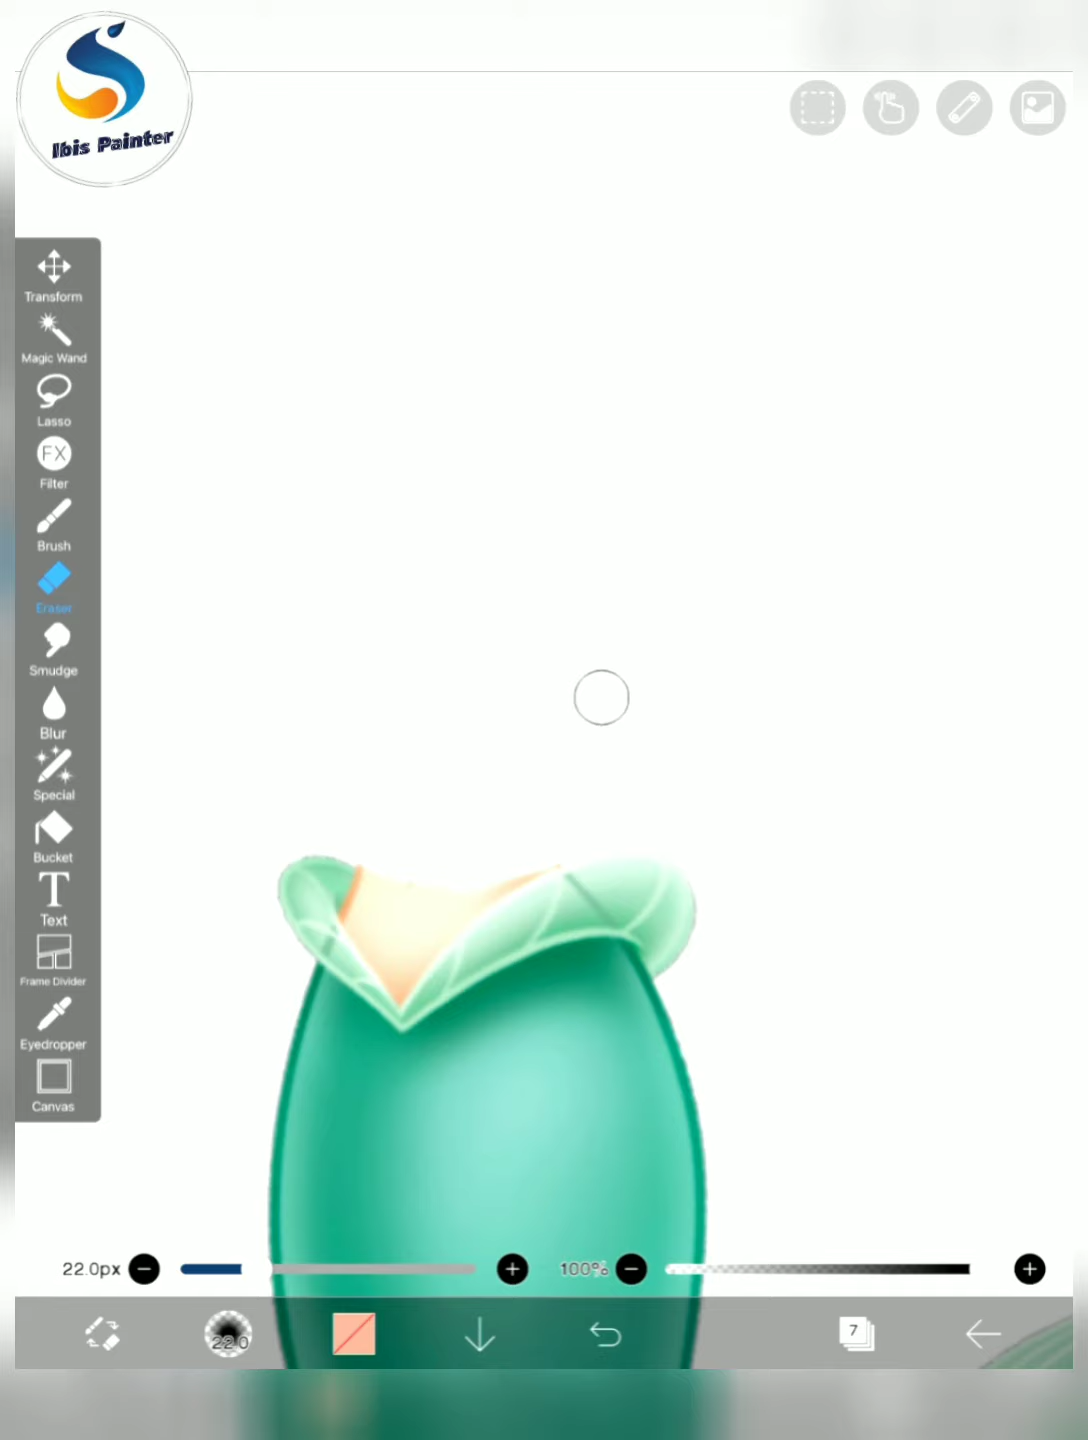 Ibis Painter
Transform
Magic Wand
Lasso
FX
Filter
Brush
Eraser
Smudge
Blur
Special
Bucket
T
Text
Frame Divider
Eyedropper
Canvas
22.0px
100%
22.0
7